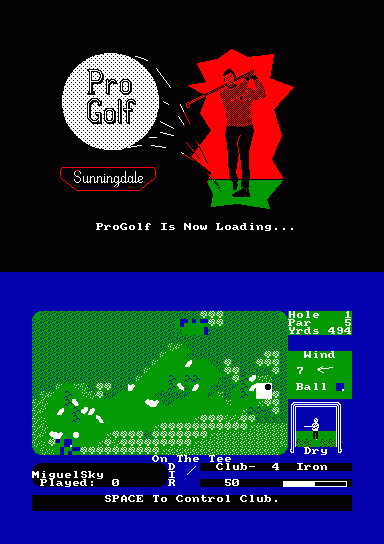 Pro
Golf
Sunningdale
ProGolf Is Now Loading...
Hole 1
Par 5
Yrds 494
Wind
7
Ball
Dry
On The Tee
DIR
Club- 4 Iron
MiguelSky
Played: 0
50
SPACE To Control Club.